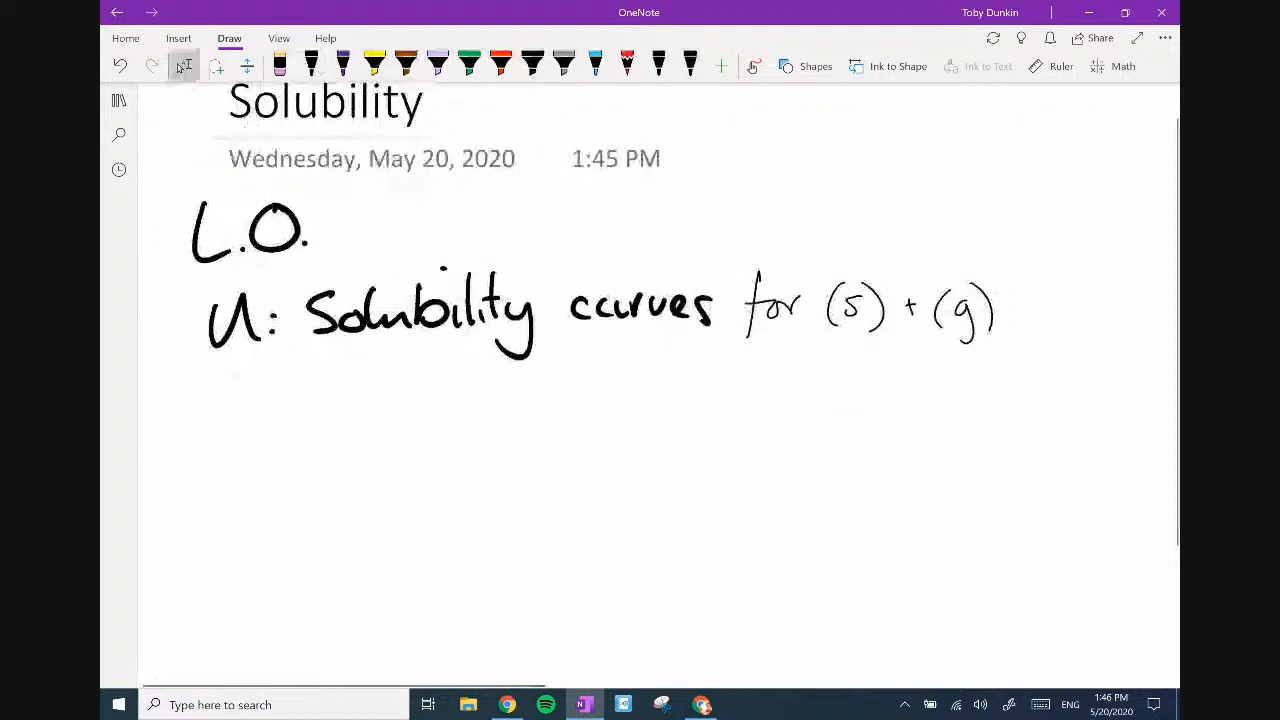 OneNote
Toby Dunkin
Home Insert Draw View Help
Share
Shapes Ink to Shape Ink to Text Ruler Math
Solubility
Wednesday, May 20, 2020 1:45 PM
L.O.
U: Solubility ccurves for (s) + (g)
Type here to search
ENG
1:46 PM
5/20/2020